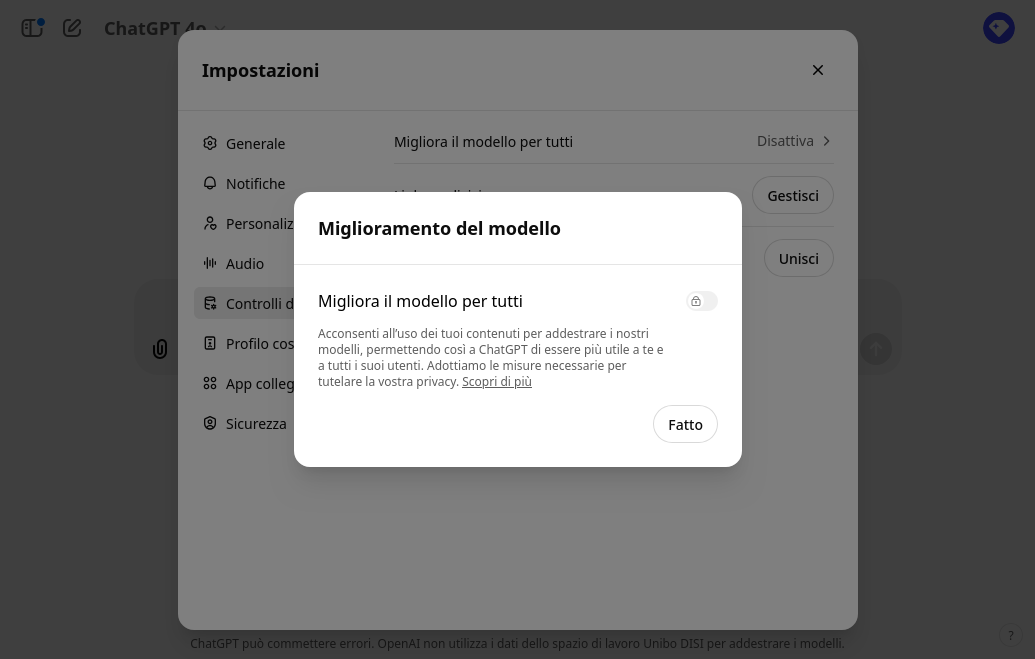 ChatGPT 4o
Impostazioni
Generale
Notifiche
Personaliz
Audio
Controlli d
Profilo cos
App colleg
Sicurezza
Migliora il modello per tutti
Disattiva
Gestisci
Unisci
Miglioramento del modello
Migliora il modello per tutti
Acconsenti all’uso dei tuoi contenuti per addestrare i nostri
modelli, permettendo così a ChatGPT di essere più utile a te e
a tutti i suoi utenti. Adottiamo le misure necessarie per
tutelare la vostra privacy. Scopri di più
Fatto
ChatGPT può commettere errori. OpenAI non utilizza i dati dello spazio di lavoro Unibo DISI per addestrare i modelli.
?